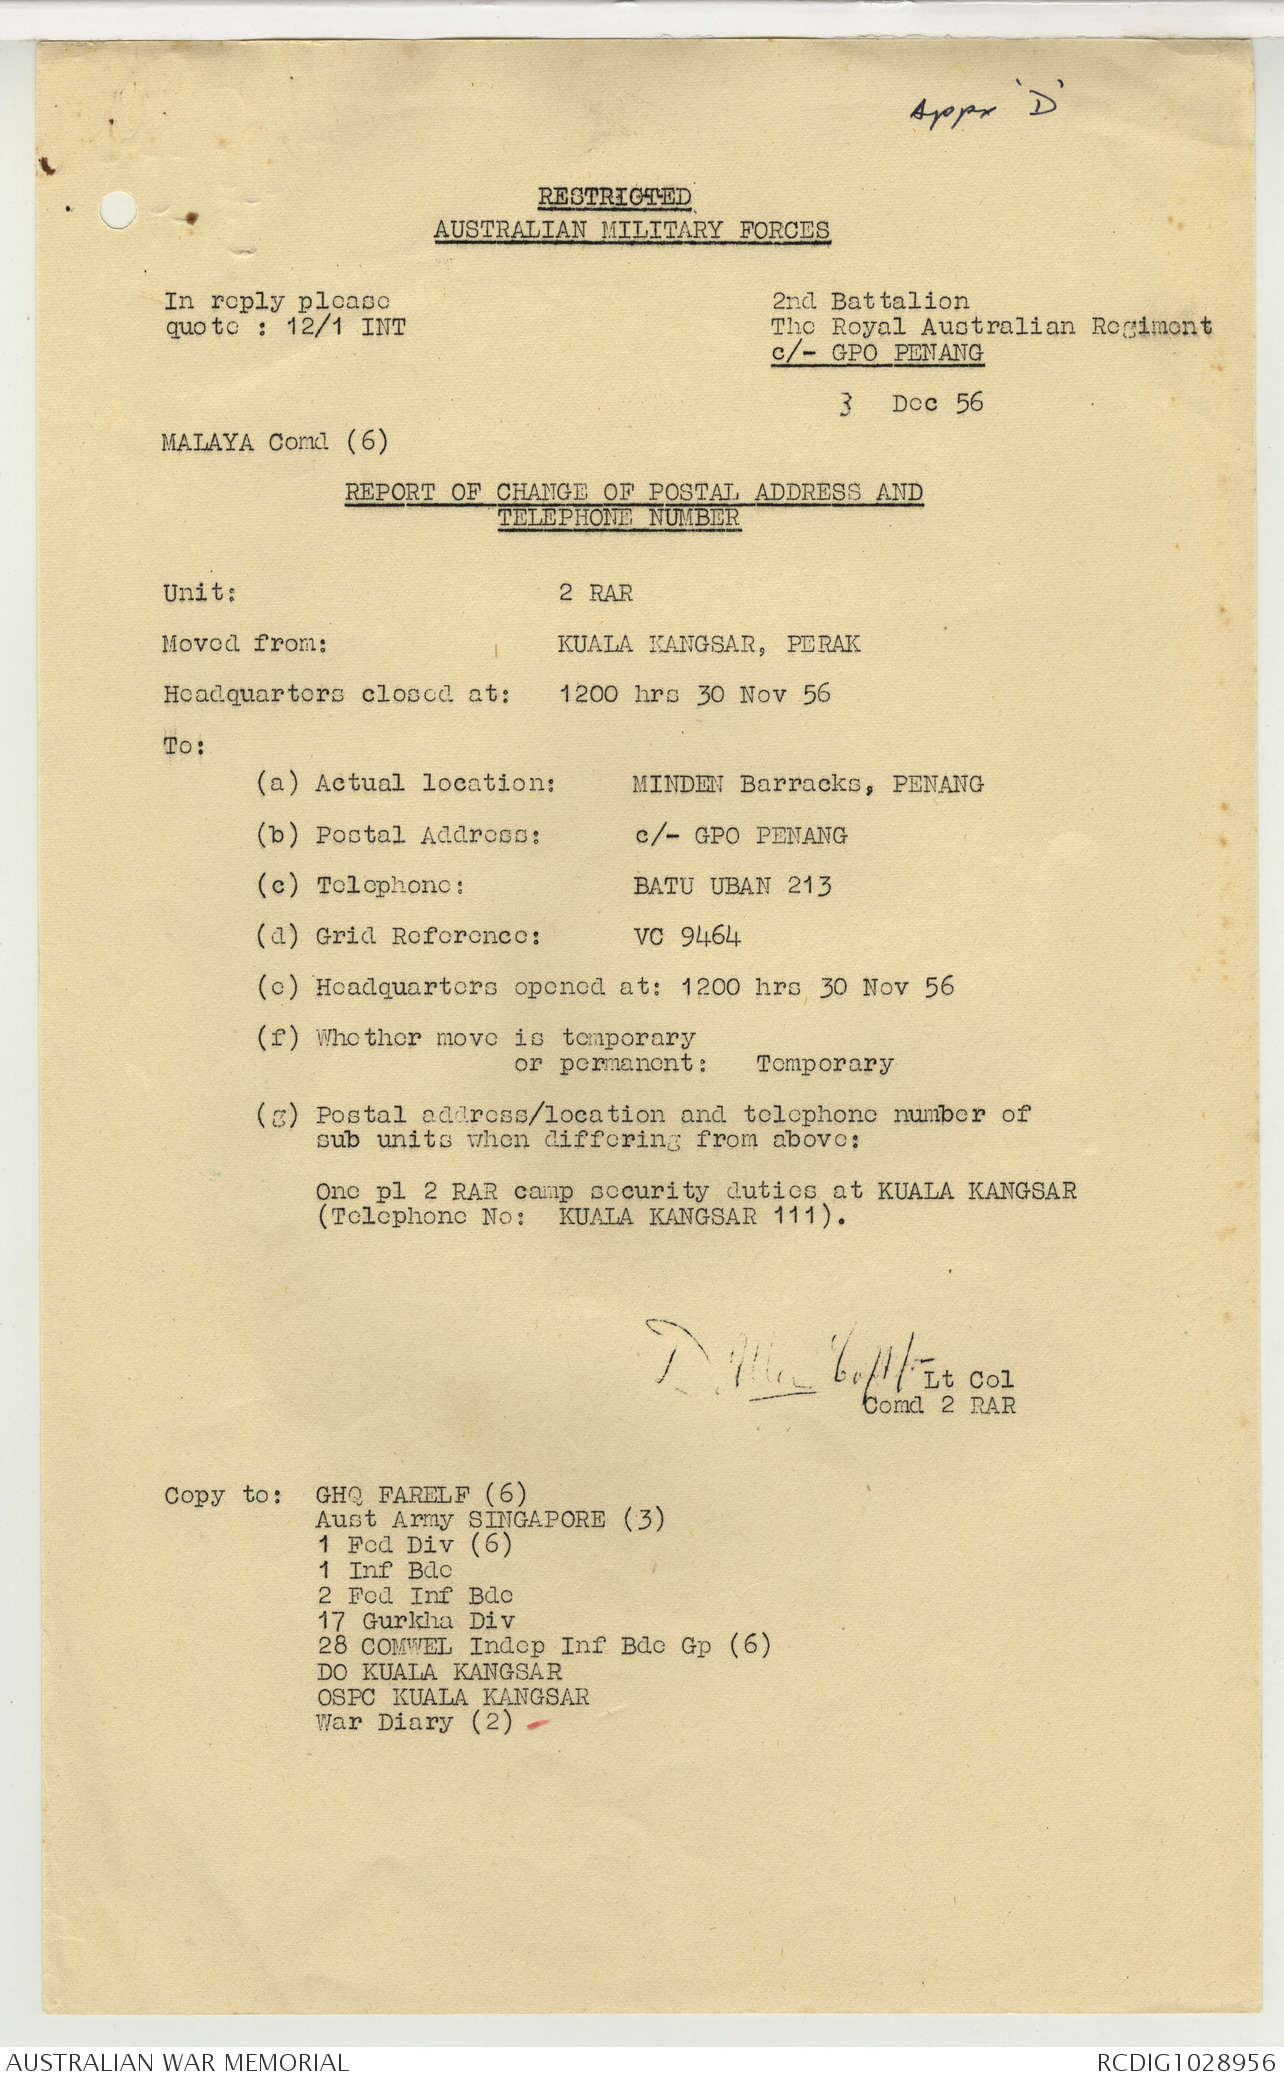 Appx 'D'
RESTRICTED
AUSTRALIAN MILITARY FORCES
In reply please
quote : 12/1 INT
2nd Battalion
The Royal Australian Regiment
c/- GPO PENANG
3 Dec 56
MALAYA Comd (6)
REPORT OF CHANGE OF POSTAL ADDRESS AND
TELEPHONE NUMBER
Unit: 2 RAR
Moved from: KUALA KANGSAR, PERAK
Headquarters closed at: 1200 hrs 30 Nov 56
To:
(a) Actual location: MINDEN Barracks, PENANG
(b) Postal Address: c/- GPO PENANG
(c) Telephone: BATU UBAN 213
(d) Grid Reference: VC 9464
(e) Headquarters opened at: 1200 hrs 30 Nov 56
(f) Whether move is temporary
or permanent: Temporary
(g) Postal address/location and telephone number of
sub units when differing from above:
One pl 2 RAR camp security duties at KUALA KANGSAR
(Telephone No: KUALA KANGSAR 111).
Lt Col
Comd 2 RAR
Copy to: GHQ FARELF (6)
Aust Army SINGAPORE (3)
1 Fed Div (6)
1 Inf Bde
2 Fed Inf Bde
17 Gurkha Div
28 COMWEL Indep Inf Bde Gp (6)
DO KUALA KANGSAR
OSPC KUALA KANGSAR
War Diary (2)
AUSTRALIAN WAR MEMORIAL
RCDIG1028956